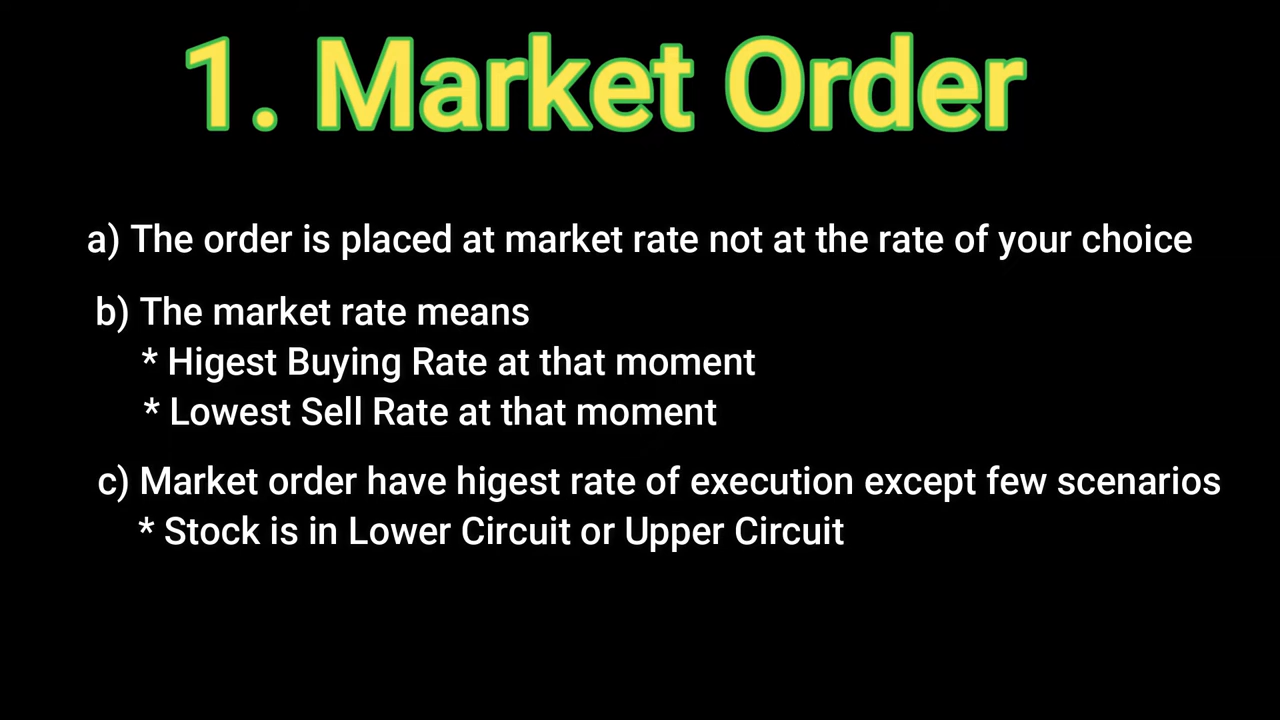 1. Market Order
a) The order is placed at market rate not at the rate of your choice
b) The market rate means
* Higest Buying Rate at that moment
* Lowest Sell Rate at that moment
c) Market order have higest rate of execution except few scenarios
* Stock is in Lower Circuit or Upper Circuit